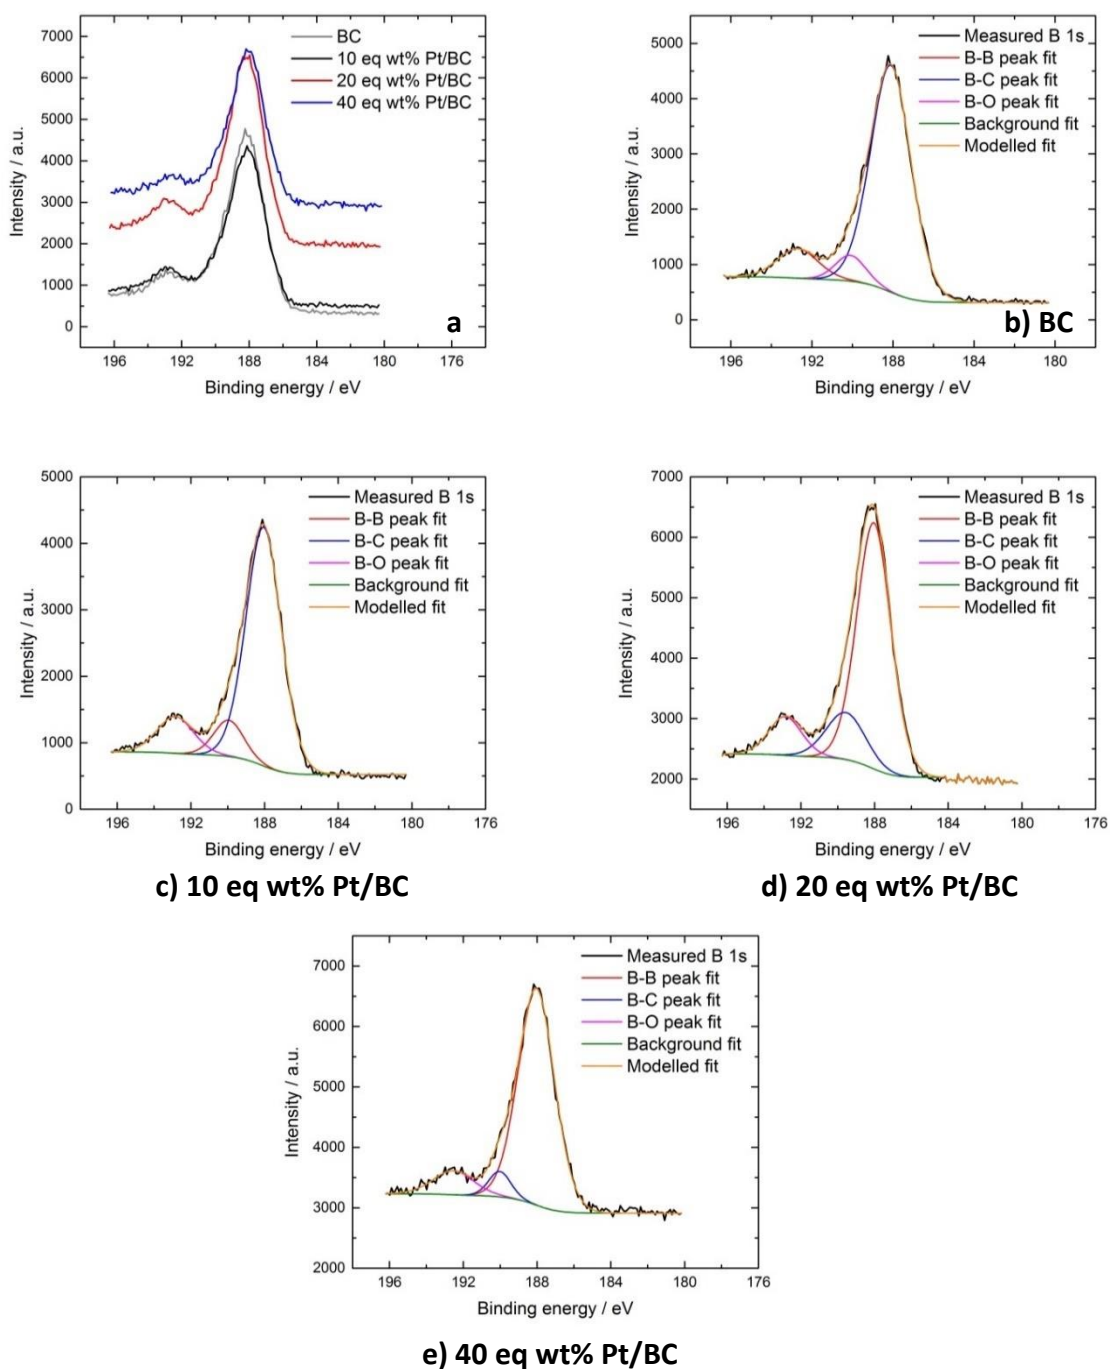 7000
6000
5000
4000
3000
2000
1000
0
Intensity / a.u.
BC
10 eq wt% Pt/BC
20 eq wt% Pt/BC
40 eq wt% Pt/BC
a
196 192 188 184 180
Binding energy / eV
5000
4000
3000
2000
1000
0
Intensity / a.u.
Measured B 1s
B-B peak fit
B-C peak fit
B-O peak fit
Background fit
Modelled fit
b) BC
196 192 188 184 180
Binding energy / eV
5000
4000
3000
2000
1000
0
Intensity / a.u.
Measured B 1s
B-B peak fit
B-C peak fit
B-O peak fit
Background fit
Modelled fit
196 192 188 184 180 176
Binding energy / eV
c) 10 eq wt% Pt/BC
7000
6000
5000
4000
3000
2000
Intensity / a.u.
Measured B 1s
B-B peak fit
B-C peak fit
B-O peak fit
Background fit
Modelled fit
196 192 188 184 180 176
Binding energy / eV
d) 20 eq wt% Pt/BC
7000
6000
5000
4000
3000
2000
Intensity / a.u.
Measured B 1s
B-B peak fit
B-C peak fit
B-O peak fit
Background fit
Modelled fit
196 192 188 184 180 176
Binding energy / eV
e) 40 eq wt% Pt/BC